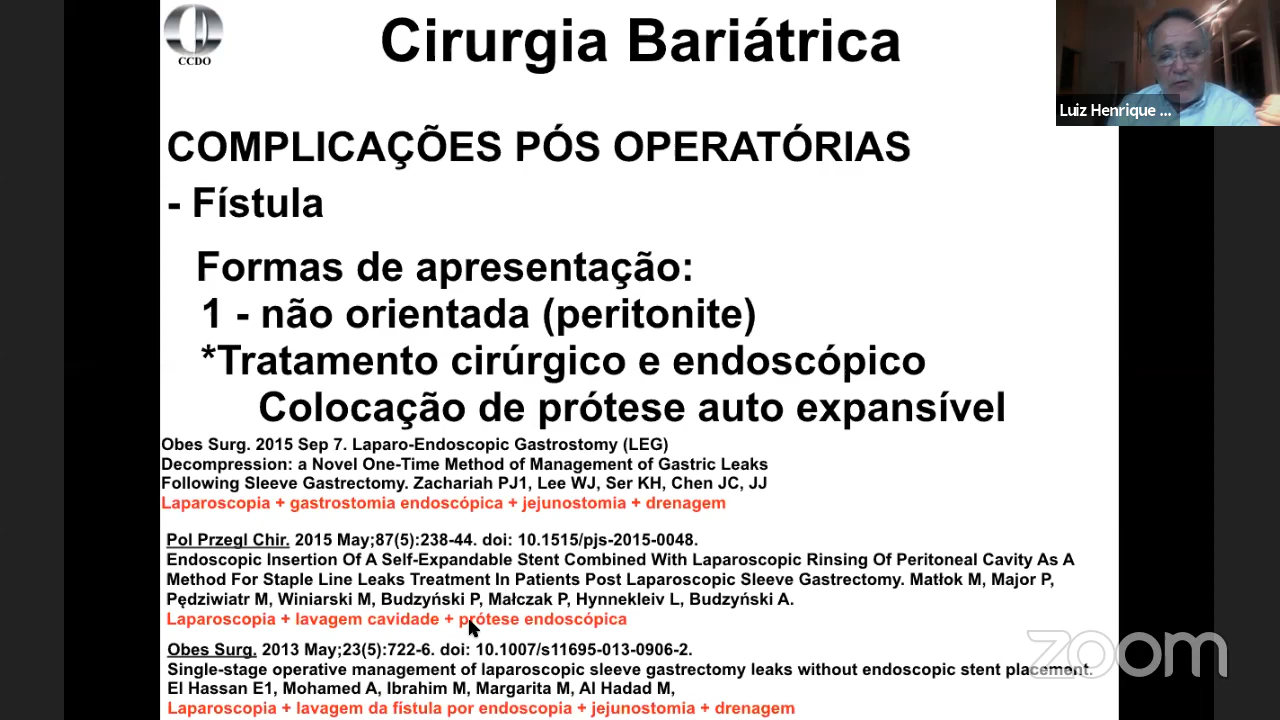 CCDO
Cirurgia Bariátrica
Luiz Henrique ...
COMPLICAÇÕES PÓS OPERATÓRIAS
- Fístula
Formas de apresentação:
1 - não orientada (peritonite)
*Tratamento cirúrgico e endoscópico
Colocação de prótese auto expansível
Obes Surg. 2015 Sep 7. Laparo-Endoscopic Gastrostomy (LEG)
Decompression: a Novel One-Time Method of Management of Gastric Leaks
Following Sleeve Gastrectomy. Zachariah PJ1, Lee WJ, Ser KH, Chen JC, JJ
Laparoscopia + gastrostomia endoscópica + jejunostomia + drenagem
Pol Przegl Chir. 2015 May;87(5):238-44. doi: 10.1515/pjs-2015-0048.
Endoscopic Insertion Of A Self-Expandable Stent Combined With Laparoscopic Rinsing Of Peritoneal Cavity As A
Method For Staple Line Leaks Treatment In Patients Post Laparoscopic Sleeve Gastrectomy. Matłok M, Major P,
Pędziwiatr M, Winiarski M, Budzyński P, Małczak P, Hynnekleiv L, Budzyński A.
Laparoscopia + lavagem cavidade + prótese endoscópica
Obes Surg. 2013 May;23(5):722-6. doi: 10.1007/s11695-013-0906-2.
Single-stage operative management of laparoscopic sleeve gastrectomy leaks without endoscopic stent placement.
El Hassan E1, Mohamed A, Ibrahim M, Margarita M, Al Hadad M,
Laparoscopia + lavagem da fístula por endoscopia + jejunostomia + drenagem
zoom